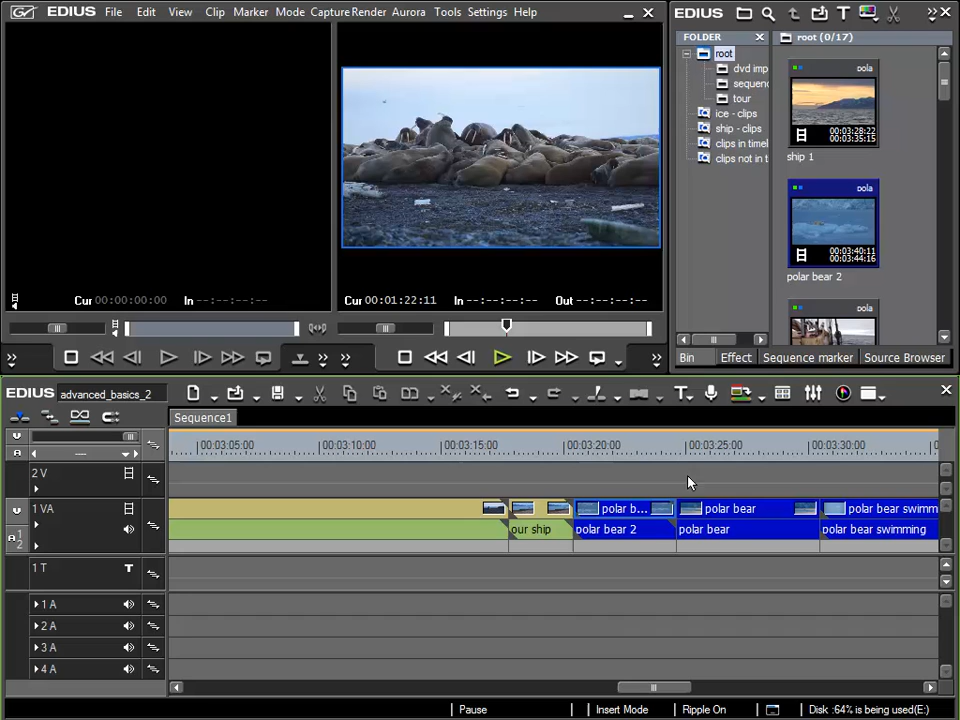 EDIUS File Edit View Clip Marker Mode Capture Render Aurora Tools Settings Help
Cur 00:00:00:00 In --:--:--:--
Cur 00:01:22:11 In --:--:--:-- Out --:--:--:--
EDIUS
FOLDER
root
dvd imp
sequenc
tour
ice - clips
ship - clips
clips in timel
clips not in t
root (0/17)
pola
00:03:28:22
00:03:35:15
ship 1
pola
00:03:40:11
00:03:44:16
polar bear 2
pola
Bin Effect Sequence marker Source Browser
EDIUS advanced_basics_2
Sequence1
00:03:05:00 00:03:10:00 00:03:15:00 00:03:20:00 00:03:25:00 00:03:30:00
2 V
1 VA
polar b... polar bear polar bear swimm
our ship polar bear 2 polar bear polar bear swimming
1
2
1 T T
1 A
2 A
3 A
4 A
Pause Insert Mode Ripple On Disk :64% is being used(E:)